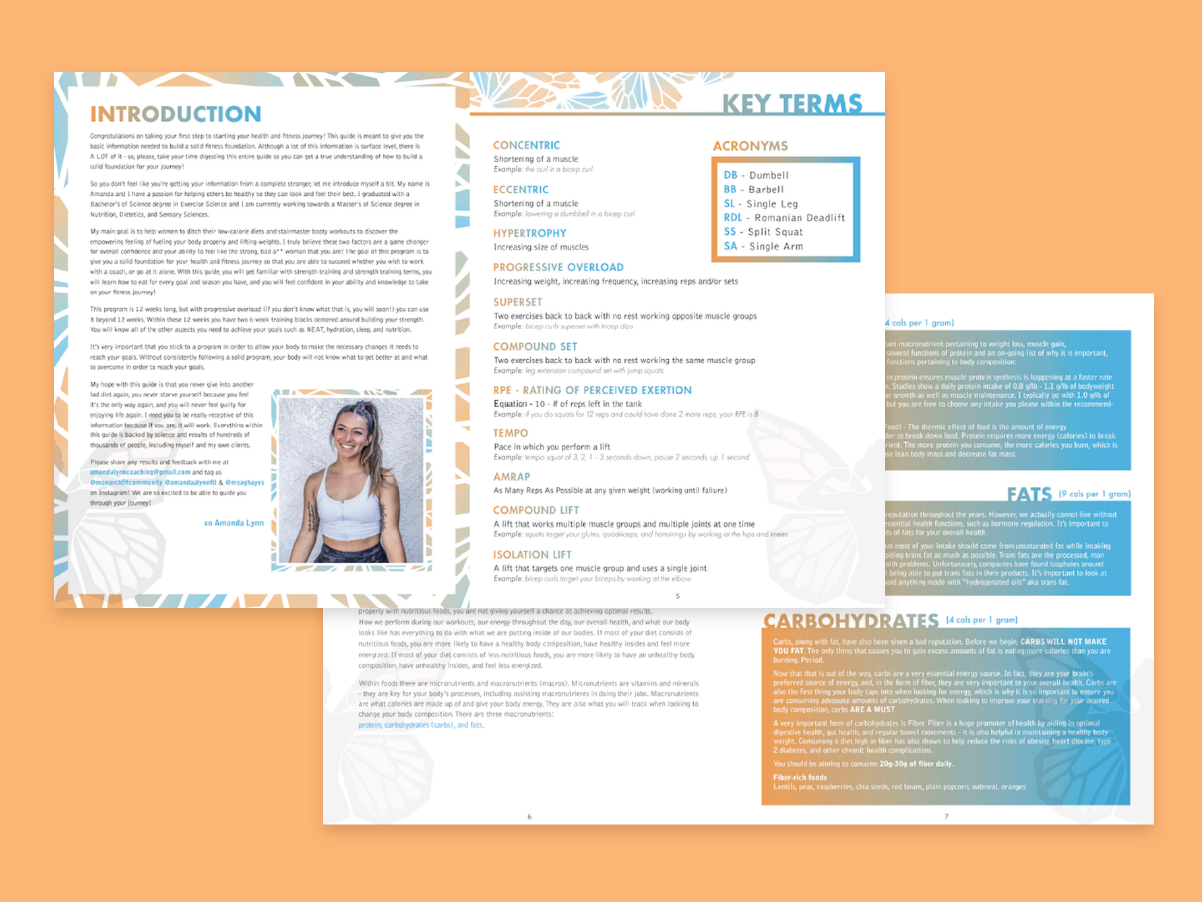 INTRODUCTION
Congratulations on taking your first step to starting your health and fitness journey! This guide is meant to give you the
basic information needed to build a solid fitness foundation. Although a lot of this information is surface level, there is
A LOT of it - so, please, take your time digesting this entire guide so you can get a true understanding of how to build a
solid foundation for your journey!
So you don't feel like you're getting your information from a complete stranger, let me introduce myself a bit. My name is
Amanda and I have a passion for helping others be healthy so they can look and feel their best. I graduated with a
Bachelor's of Science degree in Exercise Science and I am currently working towards a Master's of Science degree in
Nutrition, Dietetics, and Sensory Sciences.
My main goal is to help women to ditch their low-calorie diets and stairmaster booty workouts to discover the
empowering feeling of fueling your body properly and lifting weights. I truly believe these two factors are a game changer
for overall confidence and your ability to feel like the strong, bad a** woman that you are! The goal of this program is to
give you a solid foundation for your health and fitness journey so that you are able to succeed whether you wish to work
with a coach, or go at it alone. With this guide, you will get familiar with strength training and strength training terms, you
will learn how to eat for every goal and season you have, and you will feel confident in your ability and knowledge to take
on your fitness journey!
This program is 12 weeks long, but with progressive overload (if you don't know what that is, you will soon!) you can use
it beyond 12 weeks. Within these 12 weeks you have two 6 week training blocks centered around building your strength.
You will know all of the other aspects you need to achieve your goals such as NEAT, hydration, sleep, and nutrition.
It's very important that you stick to a program in order to allow your body to make the necessary changes it needs to
reach your goals. Without consistently following a solid program, your body will not know what to get better at and what
to overcome in order to reach your goals.
My hope with this guide is that you never give into another
fad diet again, you never starve yourself because you feel
it's the only way again, and you will never feel guilty for
enjoying life again. I need you to be really receptive of this
information because if you are, it will work. Everything within
this guide is backed by science and results of hundreds of
thousands of people, including myself and my own clients.
Please share any results and feedback with me at
amandalynncoaching@gmail.com and tag us
@monarchfitcommunity @amandaalynnfit & @msaghayes
on Instagram! We are so excited to be able to guide you
through your journey!
xo Amanda Lynn
KEY TERMS
CONCENTRIC
Shortening of a muscle
Example: the curl in a bicep curl
ECCENTRIC
Shortening of a muscle
Example: lowering a dumbbell in a bicep curl
HYPERTROPHY
Increasing size of muscles
PROGRESSIVE OVERLOAD
Increasing weight, increasing frequency, increasing reps and/or sets
SUPERSET
Two exercises back to back with no rest working opposite muscle groups
Example: bicep curls superset with tricep dips
COMPOUND SET
Two exercises back to back with no rest working the same muscle group
Example: leg extension compound set with jump squats
RPE - RATING OF PERCEIVED EXERTION
Equation - 10 - # of reps left in the tank
Example: if you do squats for 12 reps and could have done 2 more reps, your RPE is 8
TEMPO
Pace in which you perform a lift
Example: tempo squat of 3, 2, 1 - 3 seconds down, pause 2 seconds, up 1 second
AMRAP
As Many Reps As Possible at any given weight (working until failure)
COMPOUND LIFT
A lift that works multiple muscle groups and multiple joints at one time
Example: squats target your glutes, quadriceps, and hamstrings by working at the hips and knees
ISOLATION LIFT
A lift that targets one muscle group and uses a single joint
Example: bicep curls target your biceps by working at the elbow
5
ACRONYMS
DB - Dumbell
BB - Barbell
SL - Single Leg
RDL - Romanian Deadlift
SS - Split Squat
SA - Single Arm
properly with nutritious foods, you are not giving yourself a chance at achieving optimal results.
How we perform during our workouts, our energy throughout the day, our overall health, and what our body
looks like has everything to do with what we are putting inside of our bodies. If most of your diet consists of
nutritious foods, you are more likely to have a healthy body composition, have healthy insides and feel more
energized. If most of your diet consists of less nutritious foods, you are more likely to have an unhealthy body
composition, have unhealthy insides, and feel less energized.
Within foods there are micronutrients and macronutrients (macros). Micronutrients are vitamins and minerals
- they are key for your body's processes, including assisting macronutrients in doing their jobs. Macronutrients
are what calories are made up of and give your body energy. They are also what you will track when looking to
change your body composition. There are three macronutrients:
protein, carbohydrates (carbs), and fats.
6
4 cals per 1 gram)
ant macronutrient pertaining to weight loss, muscle gain,
several functions of protein and an on-going list of why it is important,
functions pertaining to body composition:
in protein ensures muscle protein synthesis is happening at a faster rate
n. Studies show a daily protein intake of 0.8 g/lb - 1.1 g/lb of bodyweight
ar growth as well as muscle maintenance. I typically go with 1.0 g/lb of
but you are free to choose any intake you please within the recommend-
Food) - The thermic effect of food is the amount of energy
der to break down food. Protein requires more energy (calories) to break
trient. The more protein you consume, the more calories you burn, which is
se lean body mass and decrease fat mass.
FATS (9 cals per 1 gram)
reputation throughout the years. However, we actually cannot live without
essential health functions, such as hormone regulation. It's important to
ts of fats for your overall health.
at most of your intake should come from unsaturated fat while intaking
oiding trans fat as much as possible. Trans fats are the processed, man
alth problems. Unfortunately, companies have found loopholes around
l being able to put trans fats in their products. It's important to look at
void anything made with "hydrogenated oils" aka trans fat.
CARBOHYDRATES (4 cals per 1 gram)
Carbs, along with fat, have also been given a bad reputation. Before we begin, CARBS WILL NOT MAKE
YOU FAT. The only thing that causes you to gain excess amounts of fat is eating more calories than you are
burning. Period.
Now that that is out of the way, carbs are a very essential energy source. In fact, they are your brain's
preferred source of energy, and, in the form of fiber, they are very important to your overall health. Carbs are
also the first thing your body taps into when looking for energy, which is why it is so important to ensure you
are consuming adequate amounts of carbohydrates. When looking to improve your training for your desired
body composition, carbs ARE A MUST.
A very important form of carbohydrates is Fiber. Fiber is a huge promoter of health by aiding in optimal
digestive health, gut health, and regular bowel movements - it is also helpful in maintaining a healthy body
weight. Consuming a diet high in fiber has also shown to help reduce the risks of obesity, heart disease, type
2 diabetes, and other chronic health complications.
You should be aiming to consume 20g-30g of fiber daily.
Fiber-rich foods
Lentils, peas, raspberries, chia seeds, red beans, plain popcorn, oatmeal, oranges
7